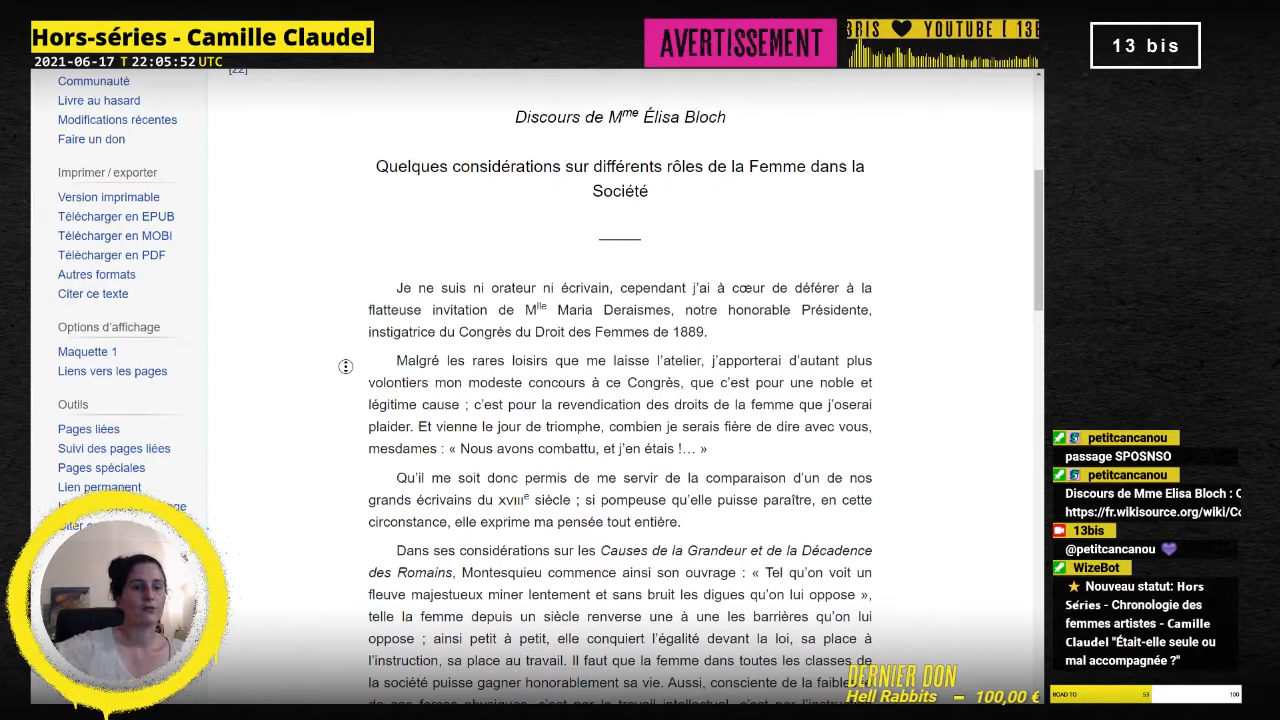 Hors-séries - Camille Claudel
2021-06-17 T 22:05:52 UTC
AVERTISSEMENT
BRIS ♥ YOUTUBE [ 13B
13 bis
[22]
Communauté
Livre au hasard
Modifications récentes
Faire un don
Imprimer / exporter
Version imprimable
Télécharger en EPUB
Télécharger en MOBI
Télécharger en PDF
Autres formats
Citer ce texte
Options d'affichage
Maquette 1
Liens vers les pages
Outils
Pages liées
Suivi des pages liées
Pages spéciales
Lien permanent
Discours de Mme Élisa Bloch
Quelques considérations sur différents rôles de la Femme dans la
Société
Je ne suis ni orateur ni écrivain, cependant j'ai à cœur de déférer à la
flatteuse invitation de Mlle Maria Deraismes, notre honorable Présidente,
instigatrice du Congrès du Droit des Femmes de 1889.
Malgré les rares loisirs que me laisse l'atelier, j'apporterai d'autant plus
volontiers mon modeste concours à ce Congrès, que c'est pour une noble et
légitime cause ; c'est pour la revendication des droits de la femme que j'oserai
plaider. Et vienne le jour de triomphe, combien je serais fière de dire avec vous,
mesdames : « Nous avons combattu, et j'en étais !… »
Qu'il me soit donc permis de me servir de la comparaison d'un de nos
grands écrivains du XVIIIe siècle ; si pompeuse qu'elle puisse paraître, en cette
circonstance, elle exprime ma pensée tout entière.
Dans ses considérations sur les Causes de la Grandeur et de la Décadence
des Romains, Montesquieu commence ainsi son ouvrage : « Tel qu'on voit un
fleuve majestueux miner lentement et sans bruit les digues qu'on lui oppose »,
telle la femme depuis un siècle renverse une à une les barrières qu'on lui
oppose ; ainsi petit à petit, elle conquiert l'égalité devant la loi, sa place à
l'instruction, sa place au travail. Il faut que la femme dans toutes les classes de
la société puisse gagner honorablement sa vie. Aussi, consciente de la faible
petitcancanou
passage SPOSNSO
petitcancanou
Discours de Mme Elisa Bloch : C
https://fr.wikisource.org/wiki/Co
13bis
@petitcancanou 💜
WizeBot
⭐ Nouveau statut: Hors
Séries - Chronologie des
femmes artistes - Camille
Claudel "Était-elle seule ou
mal accompagnée ?"
DERNIER DON
Hell Rabbits – 100,00 €
ROAD TO 53 100